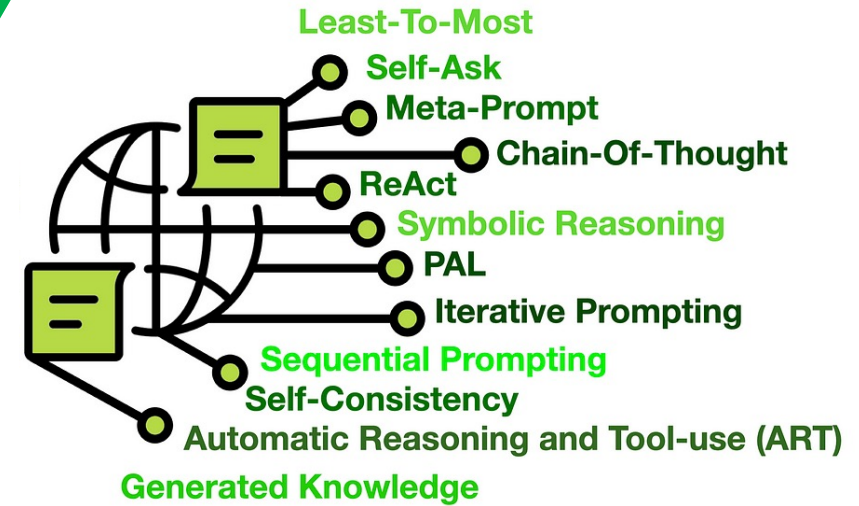 Least-To-Most
Self-Ask
Meta-Prompt
Chain-Of-Thought
ReAct
Symbolic Reasoning
PAL
Iterative Prompting
Sequential Prompting
Self-Consistency
Automatic Reasoning and Tool-use (ART)
Generated Knowledge